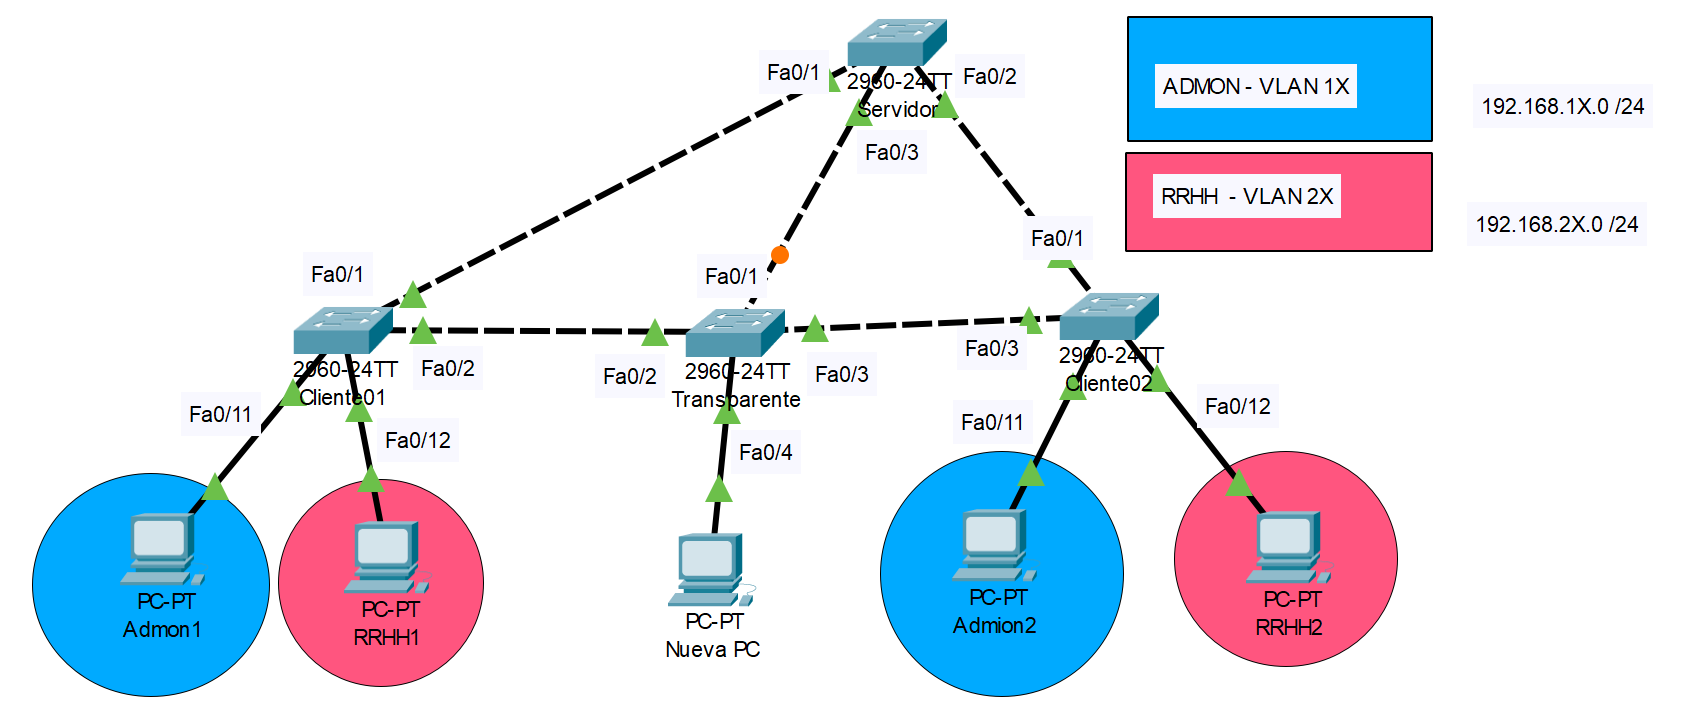 Fa0/1
2960-24TT
Servidor
Fa0/2
Fa0/3
ADMON - VLAN 1X
192.168.1X.0 /24
RRHH - VLAN 2X
192.168.2X.0 /24
Fa0/1
Fa0/1
Fa0/1
2960-24TT
Cliente01
Fa0/2
Fa0/2
2960-24TT
Transparente
Fa0/3
Fa0/3
2960-24TT
Cliente02
Fa0/11
Fa0/12
Fa0/4
Fa0/11
Fa0/12
PC-PT
Admon1
PC-PT
RRHH1
PC-PT
Nueva PC
PC-PT
Admion2
PC-PT
RRHH2